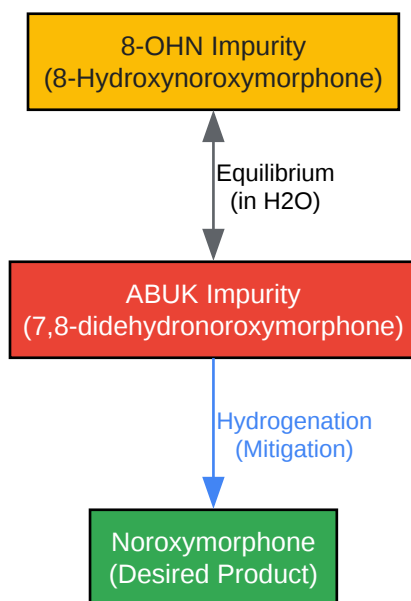 8-OHN Impurity
(8-Hydroxynoroxymorphone)
Equilibrium
(in H2O)
ABUK Impurity
(7,8-didehydronoroxymorphone)
Hydrogenation
(Mitigation)
Noroxymorphone
(Desired Product)